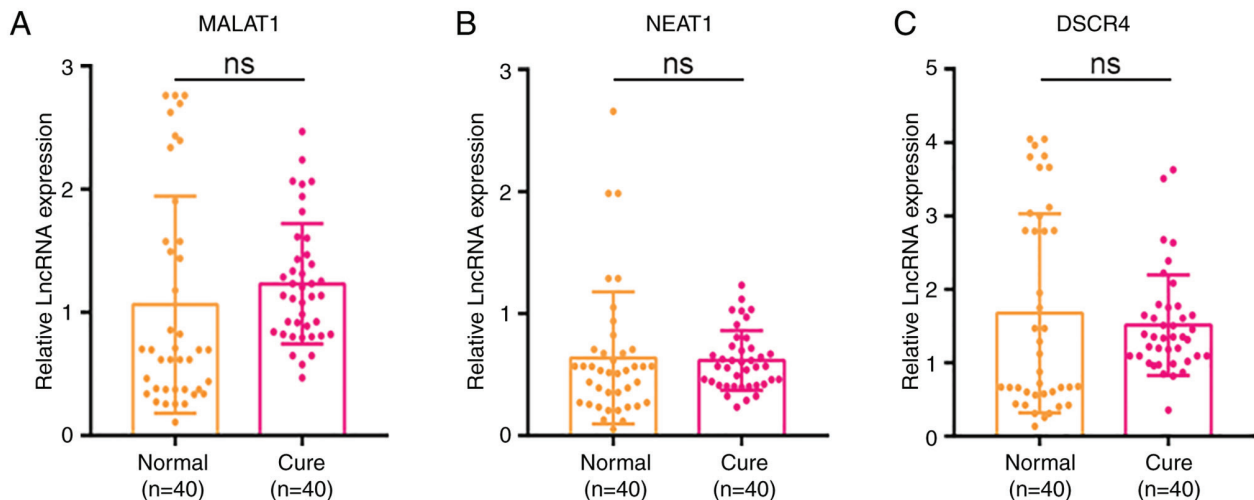 A
MALAT1
Relative LncRNA expression
3
2
1
0
ns
Normal
(n=40)
Cure
(n=40)
B
NEAT1
Relative LncRNA expression
3
2
1
0
ns
Normal
(n=40)
Cure
(n=40)
C
DSCR4
Relative LncRNA expression
5
4
3
2
1
0
ns
Normal
(n=40)
Cure
(n=40)